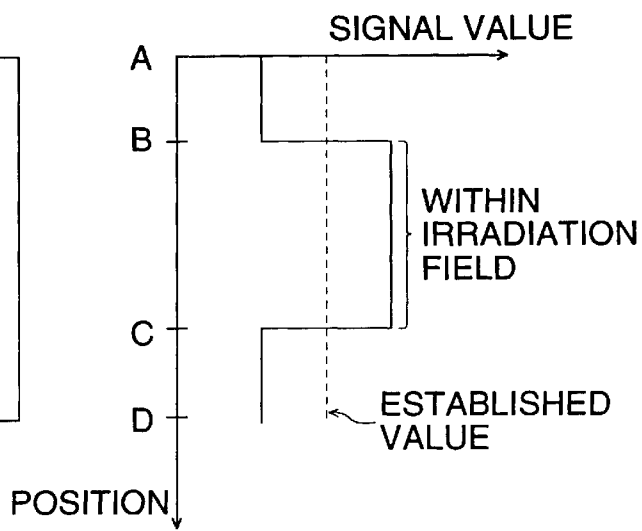 SIGNAL VALUE
A
B
WITHIN
IRRADIATION
FIELD
C
D
ESTABLISHED
VALUE
POSITION